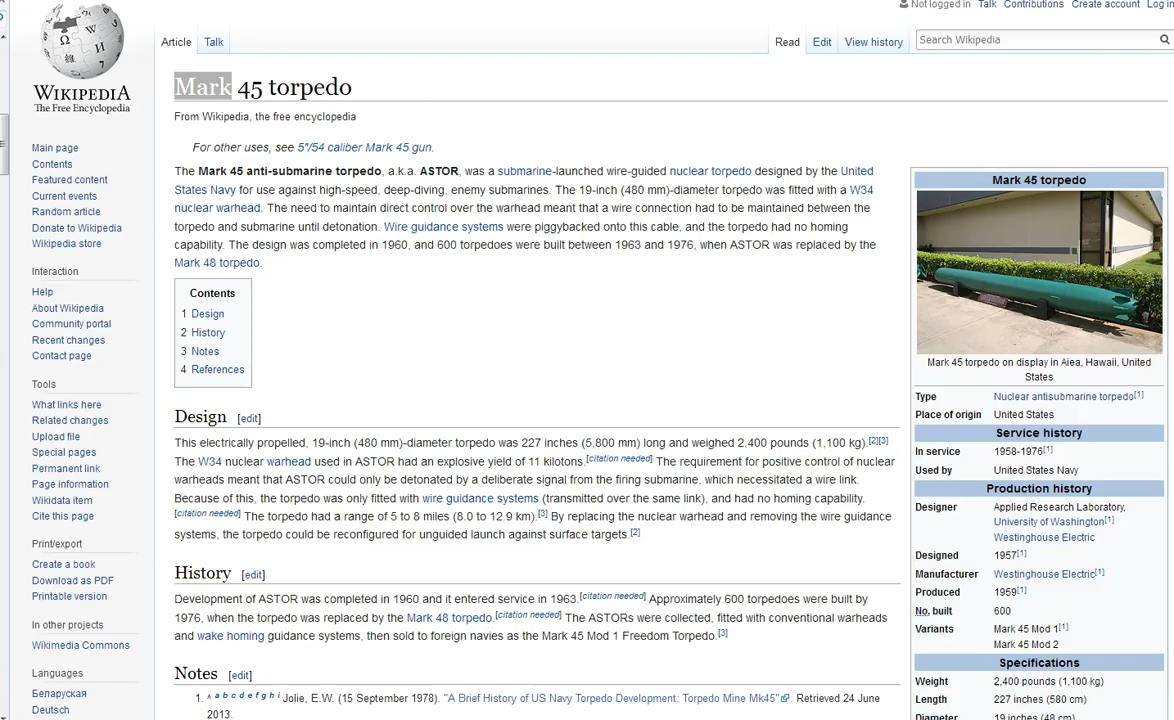 Not logged in Talk Contributions Create account Log in
Article Talk
Read Edit View history
Search Wikipedia
WIKIPEDIA
The Free Encyclopedia
Main page
Contents
Featured content
Current events
Random article
Donate to Wikipedia
Wikipedia store
Interaction
Help
About Wikipedia
Community portal
Recent changes
Contact page
Tools
What links here
Related changes
Upload file
Special pages
Permanent link
Page information
Wikidata item
Cite this page
Print/export
Create a book
Download as PDF
Printable version
In other projects
Wikimedia Commons
Languages
Беларуская
Deutsch
Mark 45 torpedo
From Wikipedia, the free encyclopedia
For other uses, see 5"/54 caliber Mark 45 gun.
The Mark 45 anti-submarine torpedo, a.k.a. ASTOR, was a submarine-launched wire-guided nuclear torpedo designed by the United
States Navy for use against high-speed, deep-diving, enemy submarines. The 19-inch (480 mm)-diameter torpedo was fitted with a W34
nuclear warhead. The need to maintain direct control over the warhead meant that a wire connection had to be maintained between the
torpedo and submarine until detonation. Wire guidance systems were piggybacked onto this cable, and the torpedo had no homing
capability. The design was completed in 1960, and 600 torpedoes were built between 1963 and 1976, when ASTOR was replaced by the
Mark 48 torpedo.
Contents
1 Design
2 History
3 Notes
4 References
Design [edit]
This electrically propelled, 19-inch (480 mm)-diameter torpedo was 227 inches (5,800 mm) long and weighed 2,400 pounds (1,100 kg).[2][3]
The W34 nuclear warhead used in ASTOR had an explosive yield of 11 kilotons.[citation needed] The requirement for positive control of nuclear
warheads meant that ASTOR could only be detonated by a deliberate signal from the firing submarine, which necessitated a wire link.
Because of this, the torpedo was only fitted with wire guidance systems (transmitted over the same link), and had no homing capability.
[citation needed] The torpedo had a range of 5 to 8 miles (8.0 to 12.9 km).[3] By replacing the nuclear warhead and removing the wire guidance
systems, the torpedo could be reconfigured for unguided launch against surface targets.[2]
History [edit]
Development of ASTOR was completed in 1960 and it entered service in 1963.[citation needed] Approximately 600 torpedoes were built by
1976, when the torpedo was replaced by the Mark 48 torpedo.[citation needed] The ASTORs were collected, fitted with conventional warheads
and wake homing guidance systems, then sold to foreign navies as the Mark 45 Mod 1 Freedom Torpedo.[3]
Notes [edit]
1. ^ a b c d e f g h i Jolie, E.W. (15 September 1978). "A Brief History of US Navy Torpedo Development: Torpedo Mine Mk45". Retrieved 24 June
2013.
Mark 45 torpedo
Mark 45 torpedo on display in Aiea, Hawaii, United
States
Type Nuclear antisubmarine torpedo[1]
Place of origin United States
Service history
In service 1958-1976[1]
Used by United States Navy
Production history
Designer Applied Research Laboratory,
University of Washington[1]
Westinghouse Electric
Designed 1957[1]
Manufacturer Westinghouse Electric[1]
Produced 1959[1]
No. built 600
Variants Mark 45 Mod 1[1]
Mark 45 Mod 2
Specifications
Weight 2,400 pounds (1,100 kg)
Length 227 inches (580 cm)
Diameter 19 inches (48 cm)